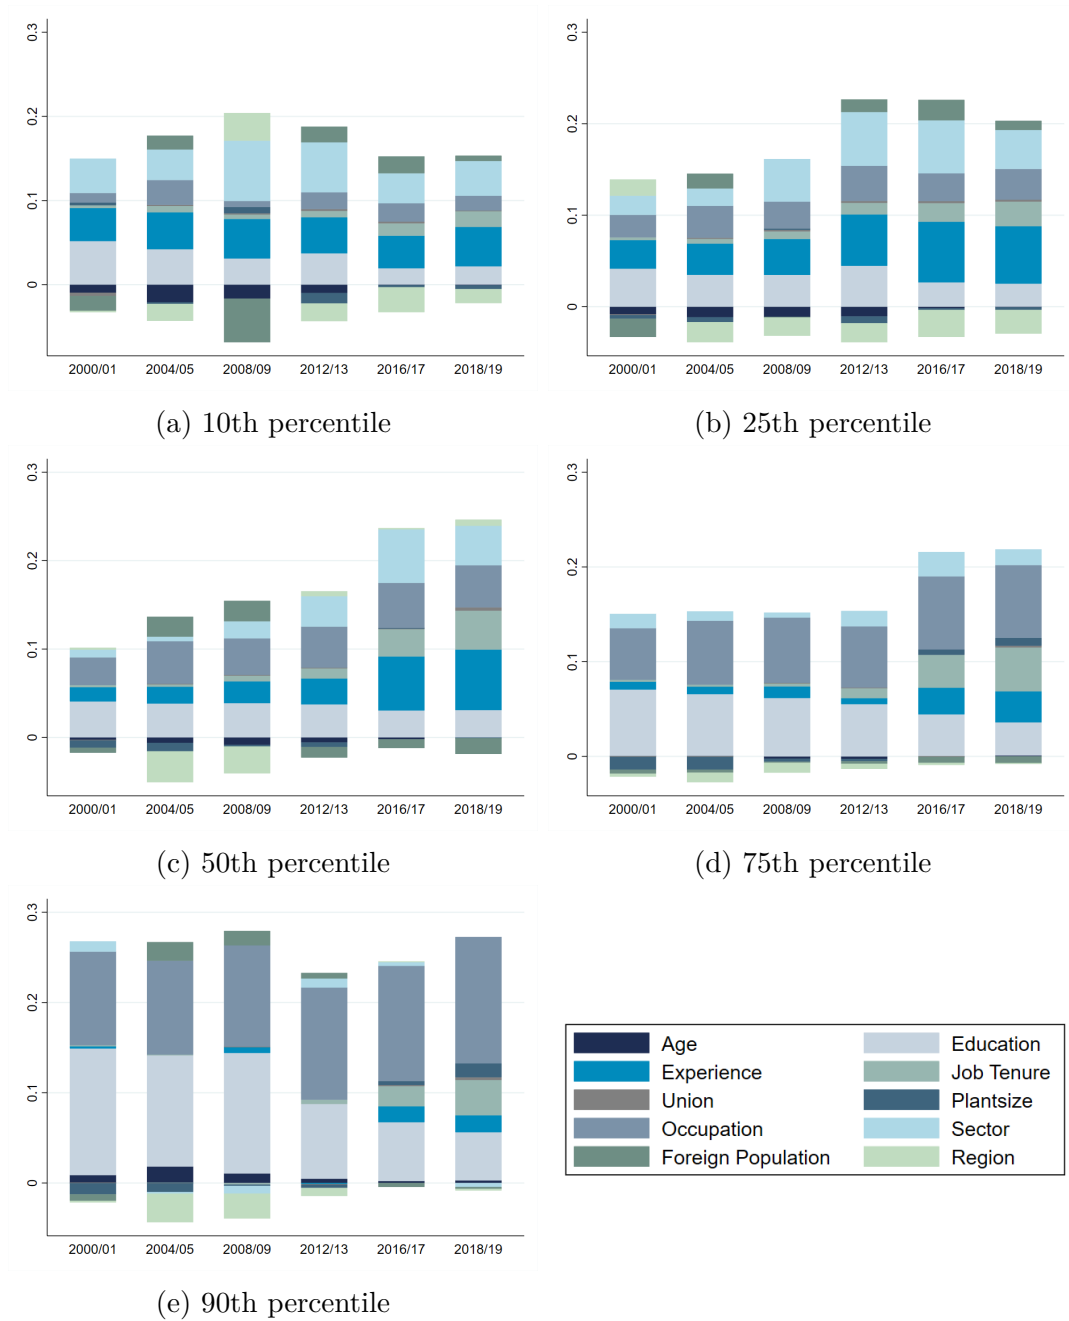 0.3
0.2
0.1
0
2000/01 2004/05 2008/09 2012/13 2016/17 2018/19
(a) 10th percentile
0.3
0.2
0.1
0
2000/01 2004/05 2008/09 2012/13 2016/17 2018/19
(b) 25th percentile
0.3
0.2
0.1
0
2000/01 2004/05 2008/09 2012/13 2016/17 2018/19
(c) 50th percentile
0.3
0.2
0.1
0
2000/01 2004/05 2008/09 2012/13 2016/17 2018/19
(d) 75th percentile
0.3
0.2
0.1
0
2000/01 2004/05 2008/09 2012/13 2016/17 2018/19
(e) 90th percentile
Age Education
Experience Job Tenure
Union Plantsize
Occupation Sector
Foreign Population Region